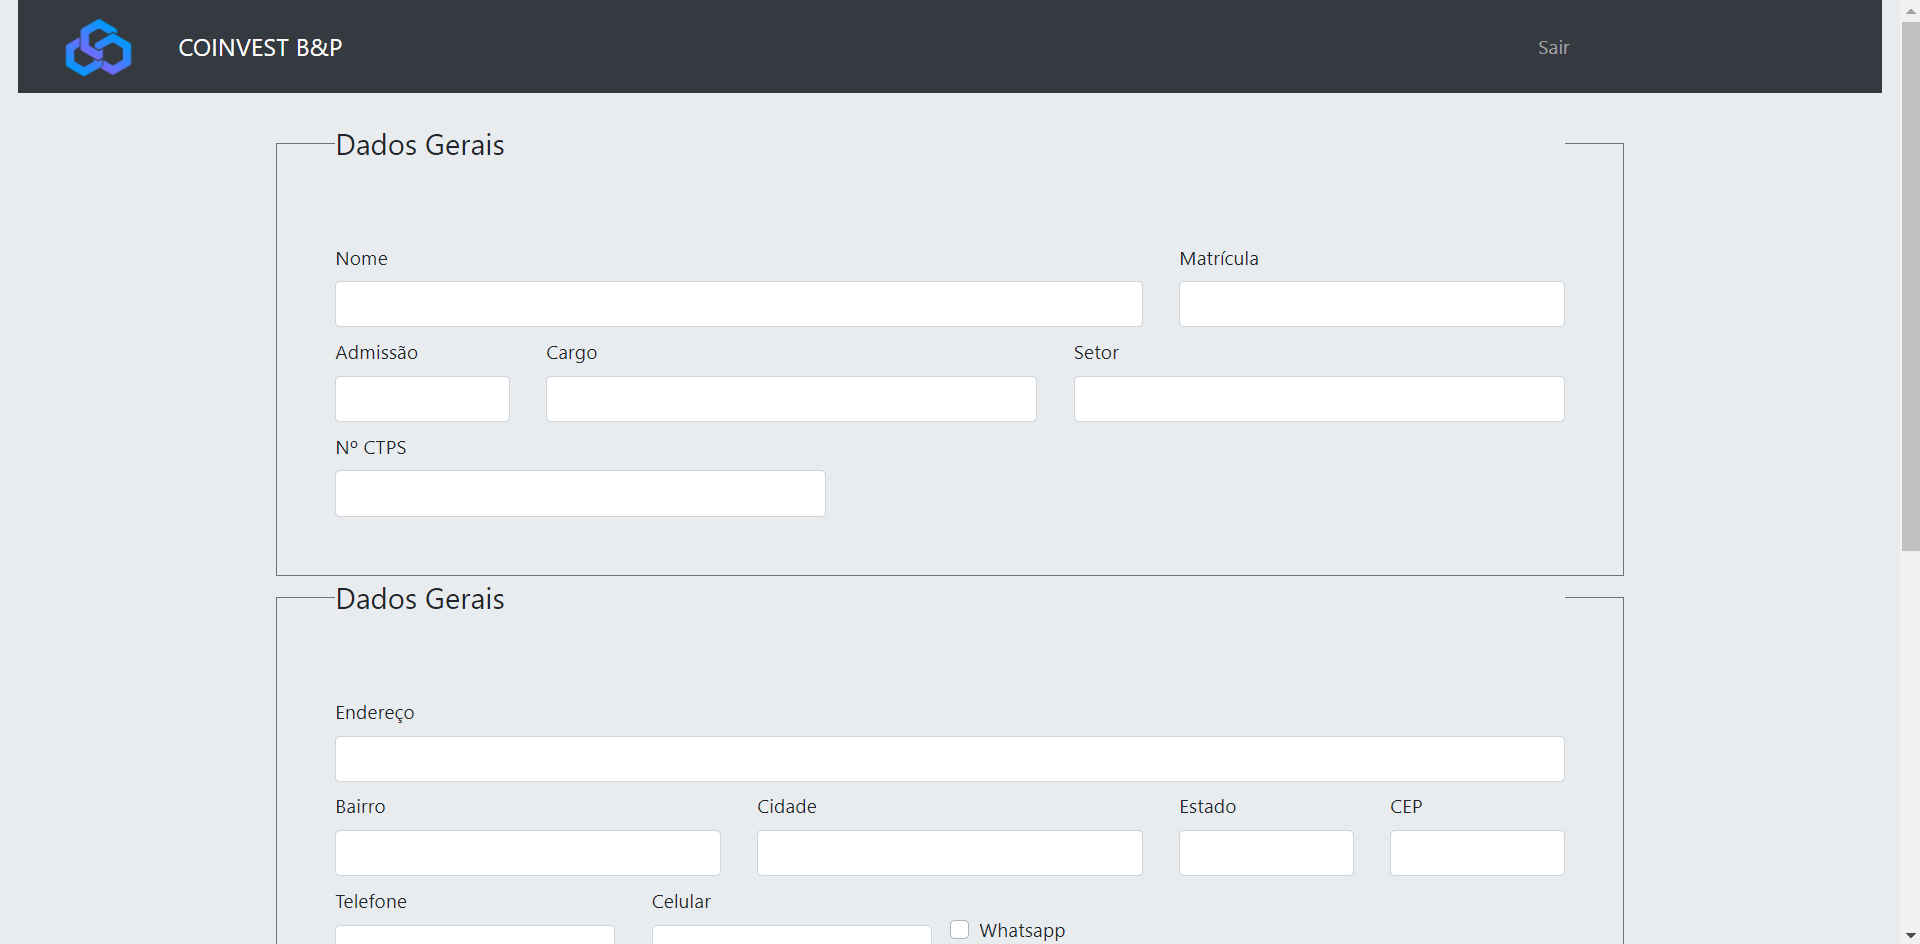 COINVEST B&P
Sair
Dados Gerais
Nome
Matrícula
Admissão
Cargo
Setor
Nº CTPS
Dados Gerais
Endereço
Bairro
Cidade
Estado
CEP
Telefone
Celular
Whatsapp